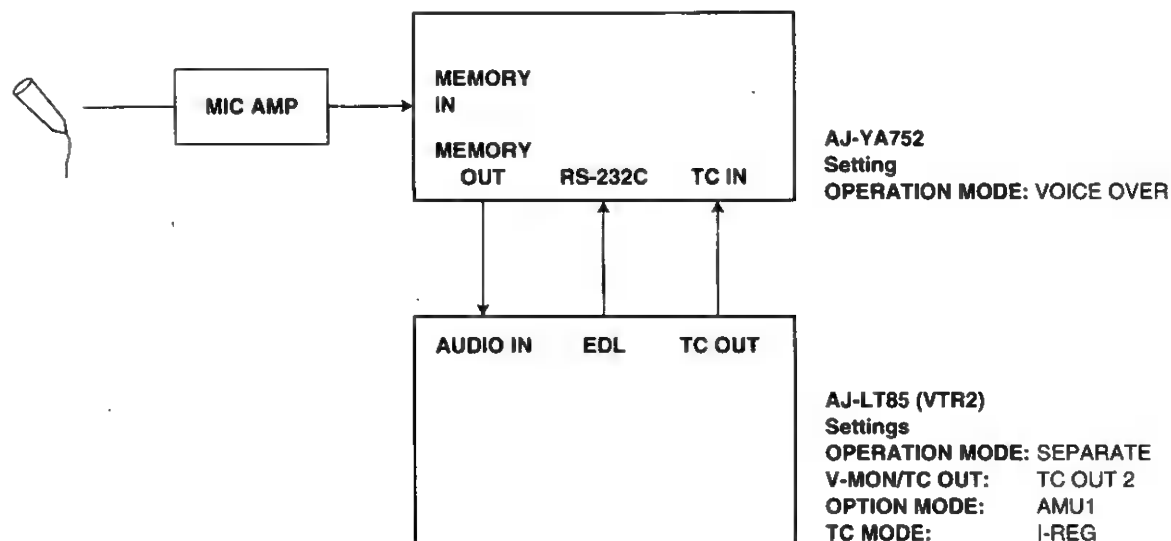 MIC AMP
MEMORY
IN
MEMORY
OUT
RS-232C
TC IN
AJ-YA752
Setting
OPERATION MODE: VOICE OVER
AUDIO IN
EDL
TC OUT
AJ-LT85 (VTR2)
Settings
OPERATION MODE: SEPARATE
V-MON/TC OUT: TC OUT 2
OPTION MODE: AMU1
TC MODE: I-REG